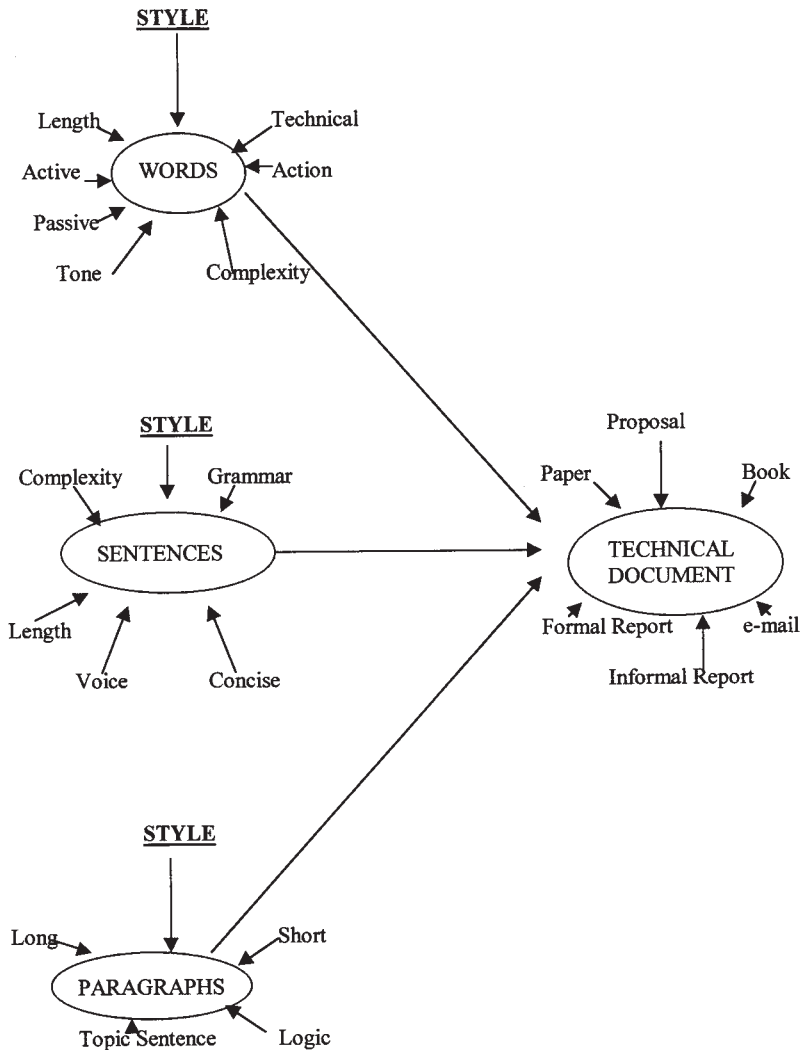 STYLE
Length
Technical
Active
WORDS
Action
Passive
Tone
Complexity
STYLE
Proposal
Complexity
Grammar
Paper
Book
SENTENCES
TECHNICAL
DOCUMENT
Length
Formal Report
e-mail
Voice
Concise
Informal Report
STYLE
Long
Short
PARAGRAPHS
Topic Sentence
Logic